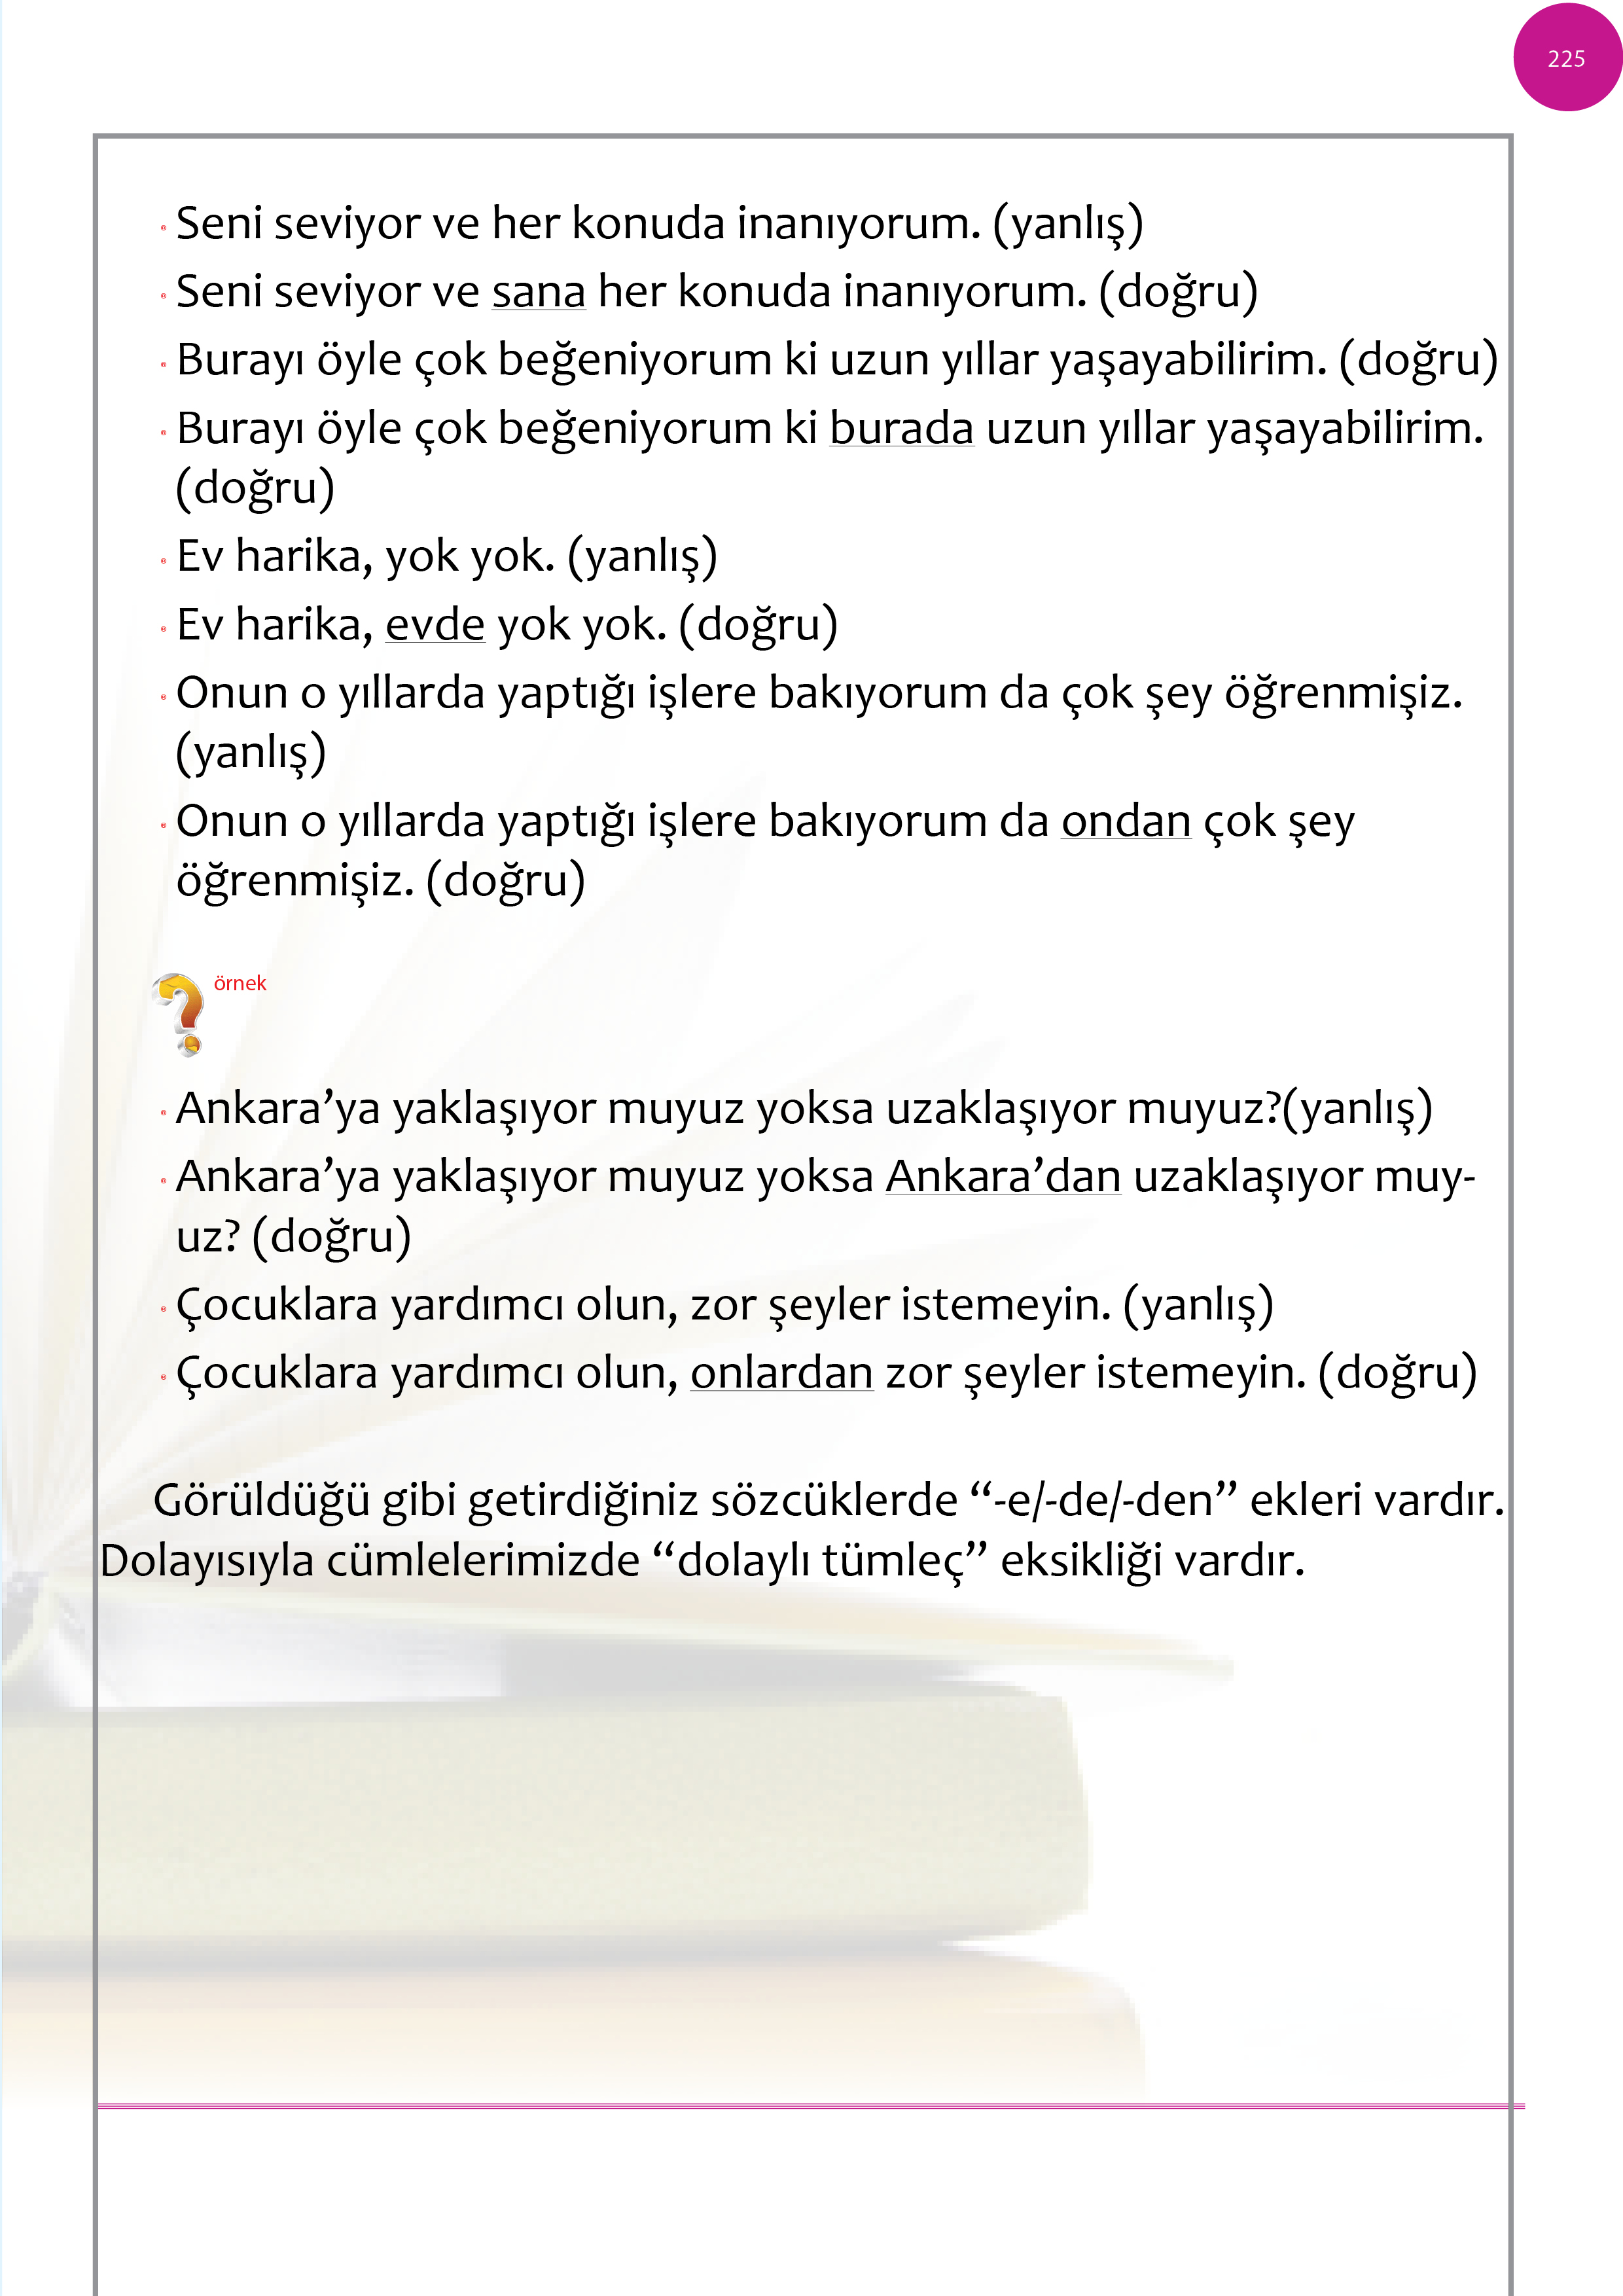 225
Seni seviyor ve her konuda inanıyorum. (yanlış)
Seni seviyor ve sana her konuda inanıyorum. (doğru)
Burayı öyle çok beğeniyorum ki uzun yıllar yaşayabilirim. (doğru)
Burayı öyle çok beğeniyorum ki burada uzun yıllar yaşayabilirim.
(doğru)
Ev harika, yok yok. (yanlış)
Ev harika, evde yok yok. (doğru)
Onun o yıllarda yaptığı işlere bakıyorum da çok şey öğrenmişiz.
(yanlış)
Onun o yıllarda yaptığı işlere bakıyorum da ondan çok şey
öğrenmişiz. (doğru)
örnek
Ankara’ya yaklaşıyor muyuz yoksa uzaklaşıyor muyuz?(yanlış)
Ankara’ya yaklaşıyor muyuz yoksa Ankara’dan uzaklaşıyor muy-
uz? (doğru)
Çocuklara yardımcı olun, zor şeyler istemeyin. (yanlış)
Çocuklara yardımcı olun, onlardan zor şeyler istemeyin. (doğru)
Görüldüğü gibi getirdiğiniz sözcüklerde “-e/-de/-den” ekleri vardır.
Dolayısıyla cümlelerimizde “dolaylı tümleç” eksikliği vardır.